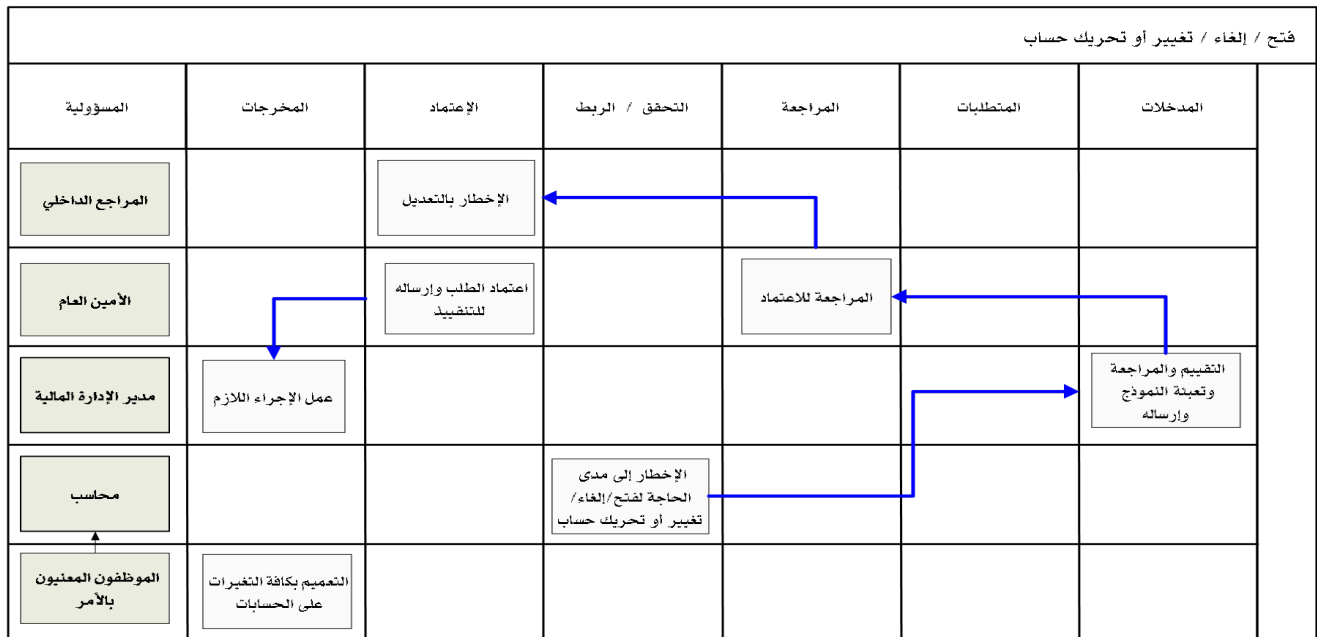 فتح / إلغاء / تغيير أو تحريك حساب
المدخلات
المتطلبات
المراجعة
التحقق / الربط
الإعتماد
المخرجات
المسؤولية
الإخطار بالتعديل
المراجع الداخلي
المراجعة للاعتماد
اعتماد الطلب وإرساله
للتنفييذ
الأمين العام
التقييم والمراجعة
وتعبئة النموذج
وإرساله
عمل الإجراء اللازم
مدير الإدارة المالية
الإخطار إلى مدى
الحاجة لفتح/إلغاء/
تغيير أو تحريك حساب
محاسب
التعميم بكافة التغيرات
على الحسابات
الموظفون المعنيون
بالأمر